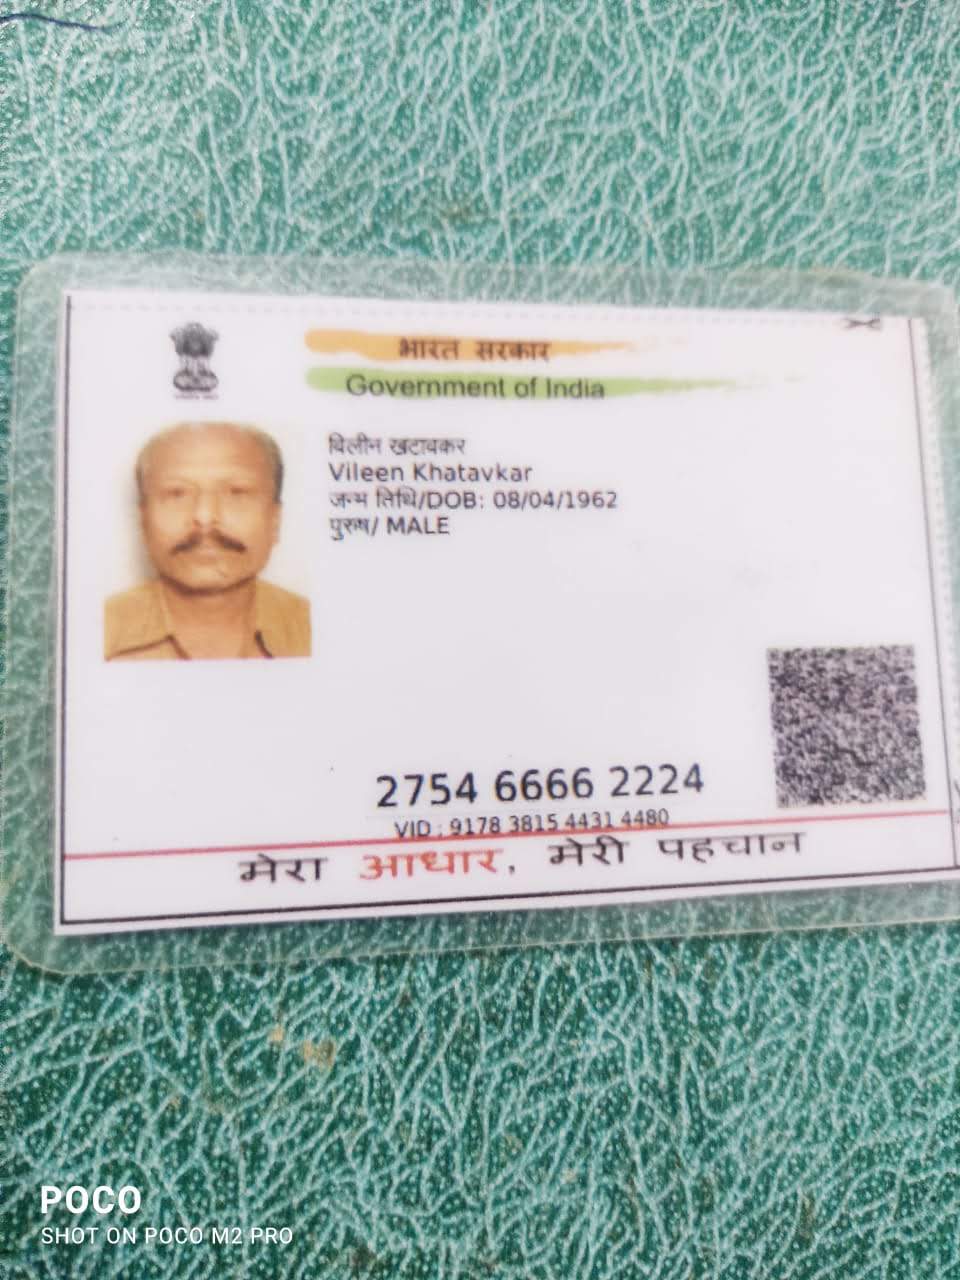 भारत सरकार
Government of India
विलीन खटावकर
Vileen Khatavkar
जन्म तिथि/DOB: 08/04/1962
पुरुष/ MALE
2754 6666 2224
VID : 9178 3815 4431 4480
मेरा आधार, मेरी पहचान
POCO
SHOT ON POCO M2 PRO